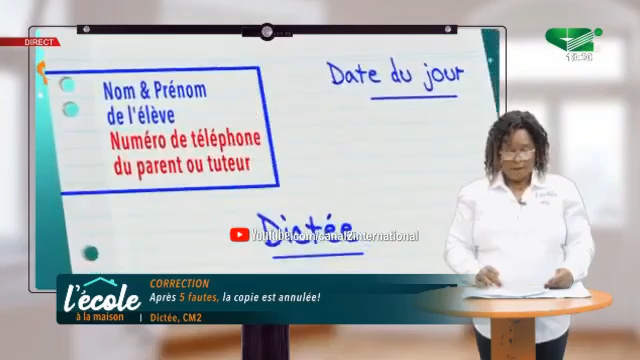 DIRECT
Nom & Prénom
de l'élève
Numéro de téléphone
du parent ou tuteur
Date du jour
Dictée
Youtube.com/canal2international
l'école
à la maison
CORRECTION
Après 5 fautes, la copie est annulée!
Dictée, CM2